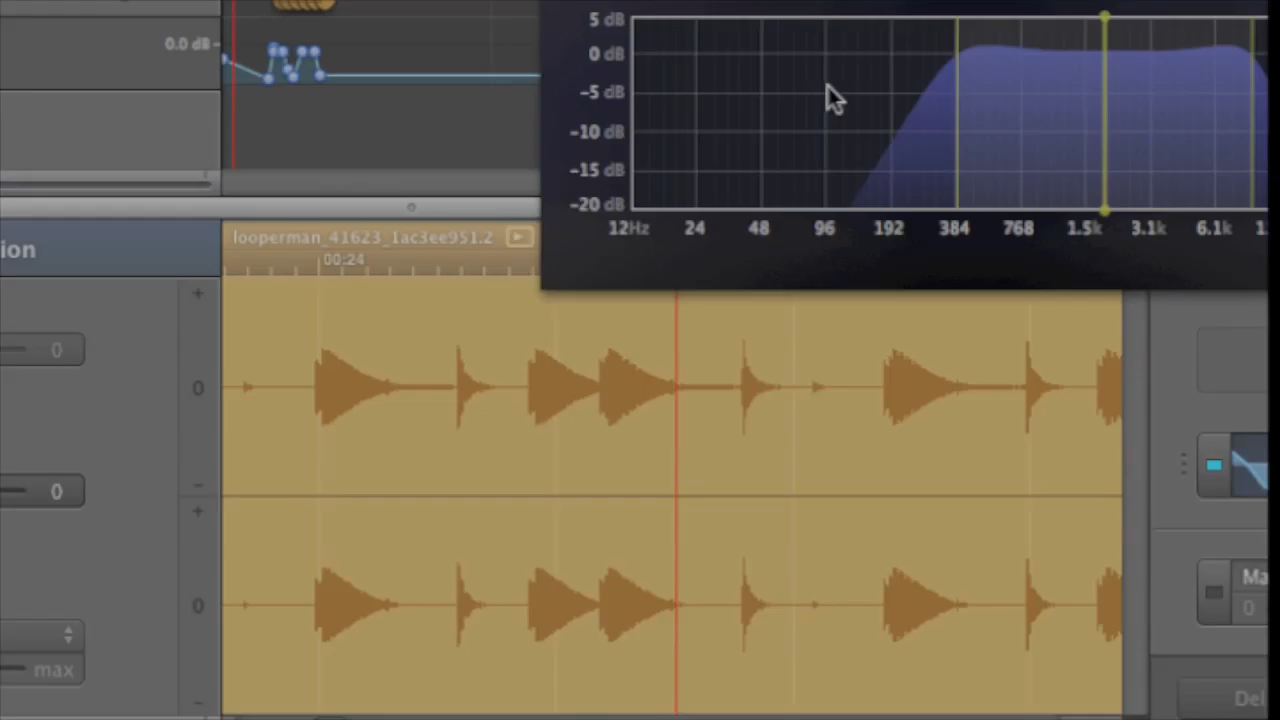 0.0 dB
5 dB
0 dB
-5 dB
-10 dB
-15 dB
-20 dB
12Hz 24 48 96 192 384 768 1.5k 3.1k 6.1k
ion
looperman_41623_1ac3ee951.2
00:24
+
0
0
-
0
+
0
max
-
Ma
0
Del